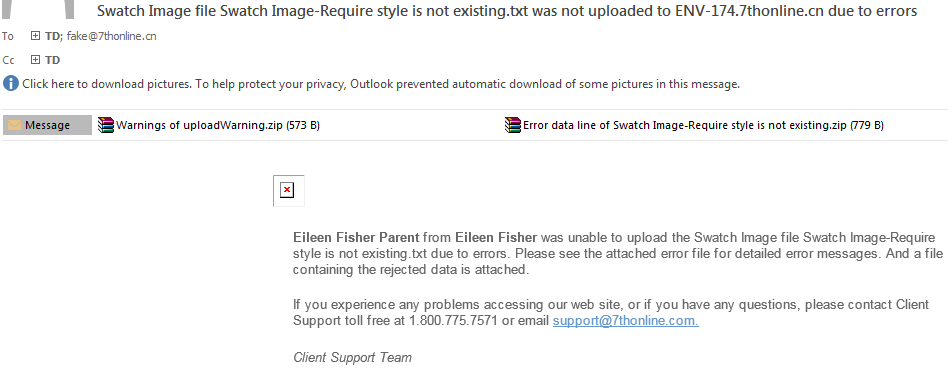 Swatch Image file Swatch Image-Require style is not existing.txt was not uploaded to ENV-174.7thonline.cn due to errors
To TD; fake@7thonline.cn
Cc TD
Click here to download pictures. To help protect your privacy, Outlook prevented automatic download of some pictures in this message.
Message Warnings of uploadWarning.zip (573 B) Error data line of Swatch Image-Require style is not existing.zip (779 B)
Eileen Fisher Parent from Eileen Fisher was unable to upload the Swatch Image file Swatch Image-Require
style is not existing.txt due to errors. Please see the attached error file for detailed error messages. And a file
containing the rejected data is attached.
If you experience any problems accessing our web site, or if you have any questions, please contact Client
Support toll free at 1.800.775.7571 or email support@7thonline.com.
Client Support Team